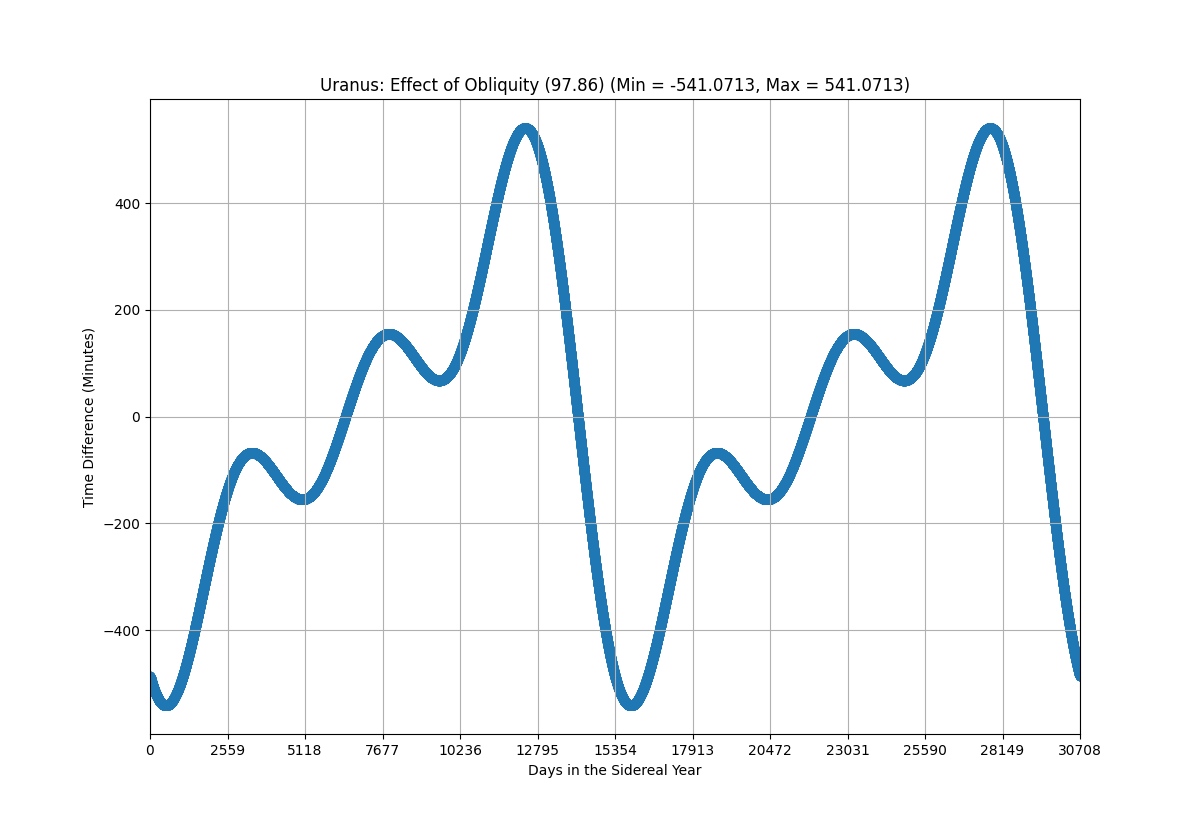 Uranus: Effect of Obliquity (97.86) (Min = -541.0713, Max = 541.0713)
Time Difference (Minutes)
400
200
0
−200
−400
0 2559 5118 7677 10236 12795 15354 17913 20472 23031 25590 28149 30708
Days in the Sidereal Year